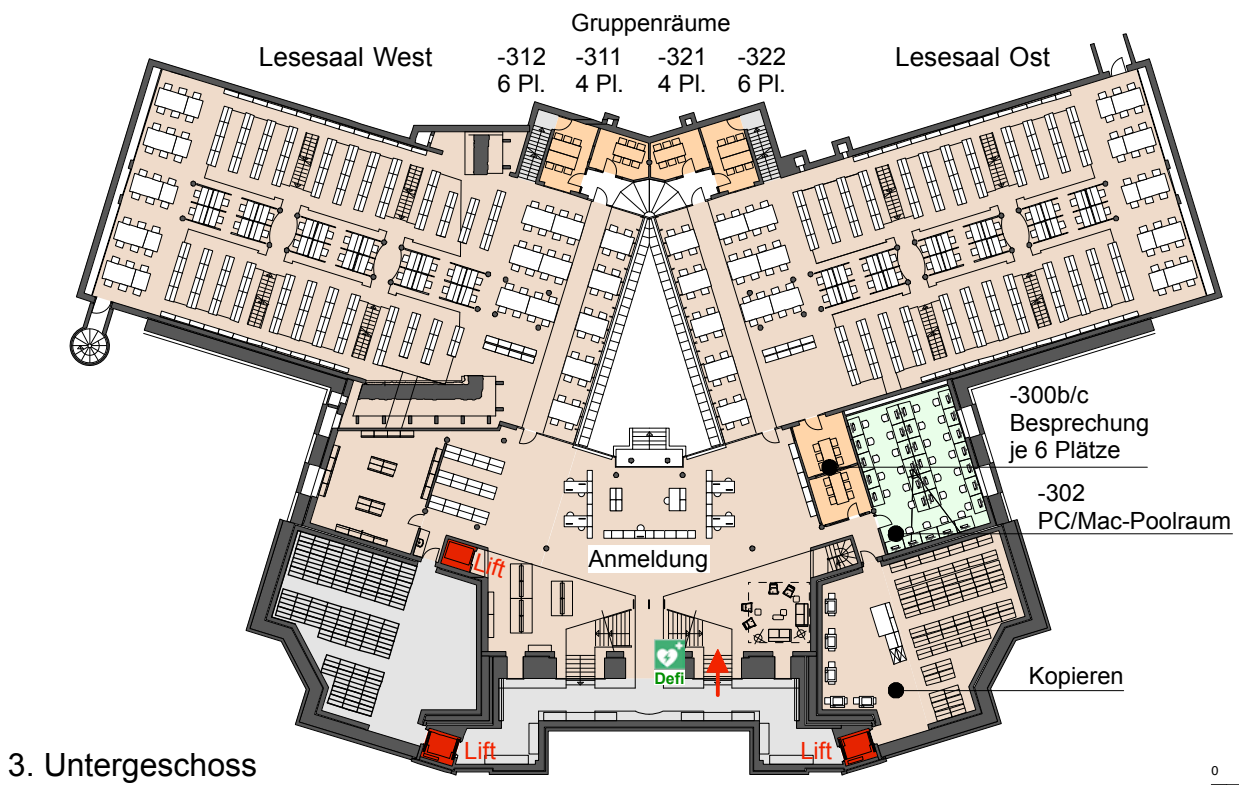 Gruppenräume
Lesesaal West
-312
6 Pl.
-311
4 Pl.
-321
4 Pl.
-322
6 Pl.
Lesesaal Ost
-300b/c
Besprechung
je 6 Plätze
-302
PC/Mac-Poolraum
Anmeldung
Lift
Defi
Kopieren
Lift
Lift
3. Untergeschoss
0